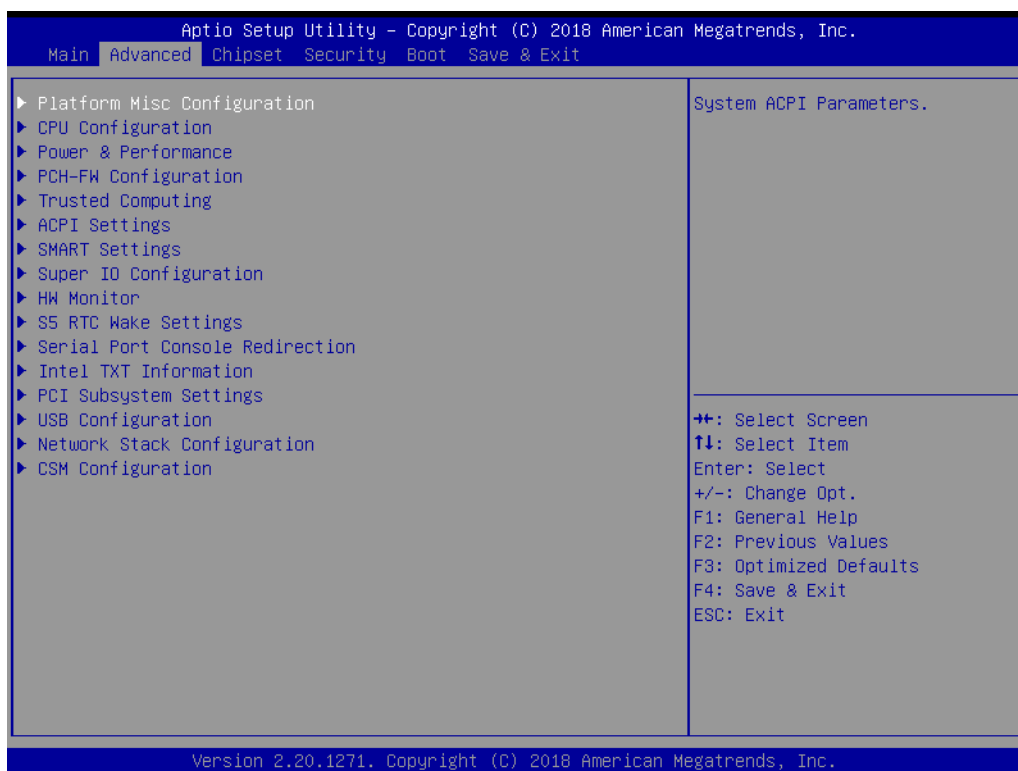 Aptio Setup Utility – Copyright (C) 2018 American Megatrends, Inc.
Main Advanced Chipset Security Boot Save & Exit
Platform Misc Configuration
CPU Configuration
Power & Performance
PCH-FW Configuration
Trusted Computing
ACPI Settings
SMART Settings
Super IO Configuration
HW Monitor
S5 RTC Wake Settings
Serial Port Console Redirection
Intel TXT Information
PCI Subsystem Settings
USB Configuration
Network Stack Configuration
CSM Configuration
System ACPI Parameters.
→←: Select Screen
↑↓: Select Item
Enter: Select
+/-: Change Opt.
F1: General Help
F2: Previous Values
F3: Optimized Defaults
F4: Save & Exit
ESC: Exit
Version 2.20.1271. Copyright (C) 2018 American Megatrends, Inc.